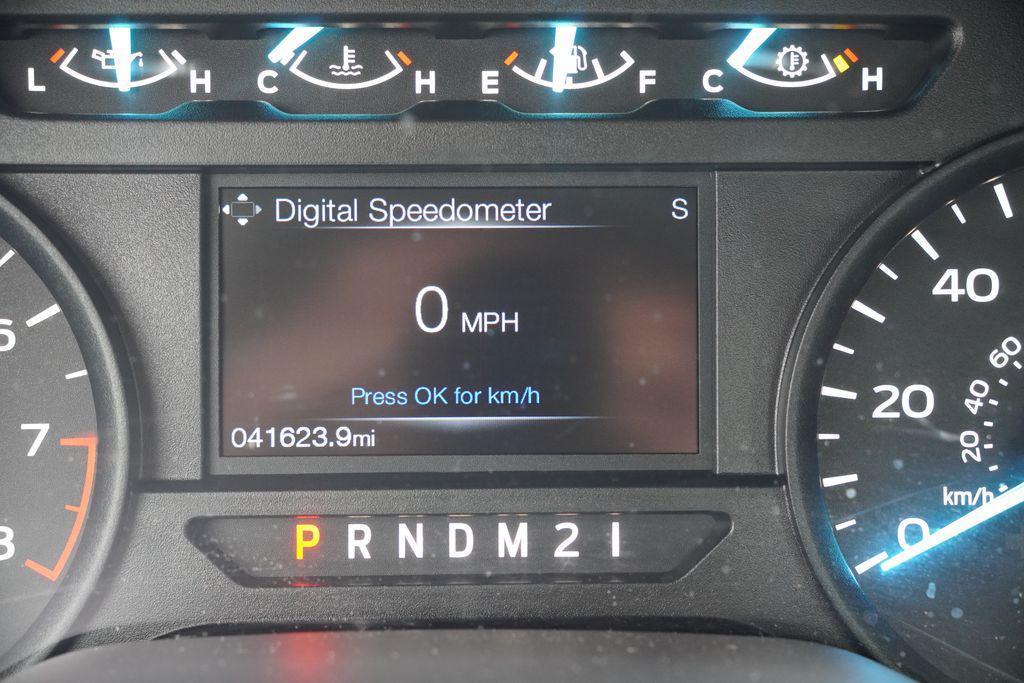 L H C H E F C H
Digital Speedometer S
0 MPH
Press OK for km/h
041623.9mi
P R N D M 2 1
6
7
8
40
20
0
60
40
20
km/h